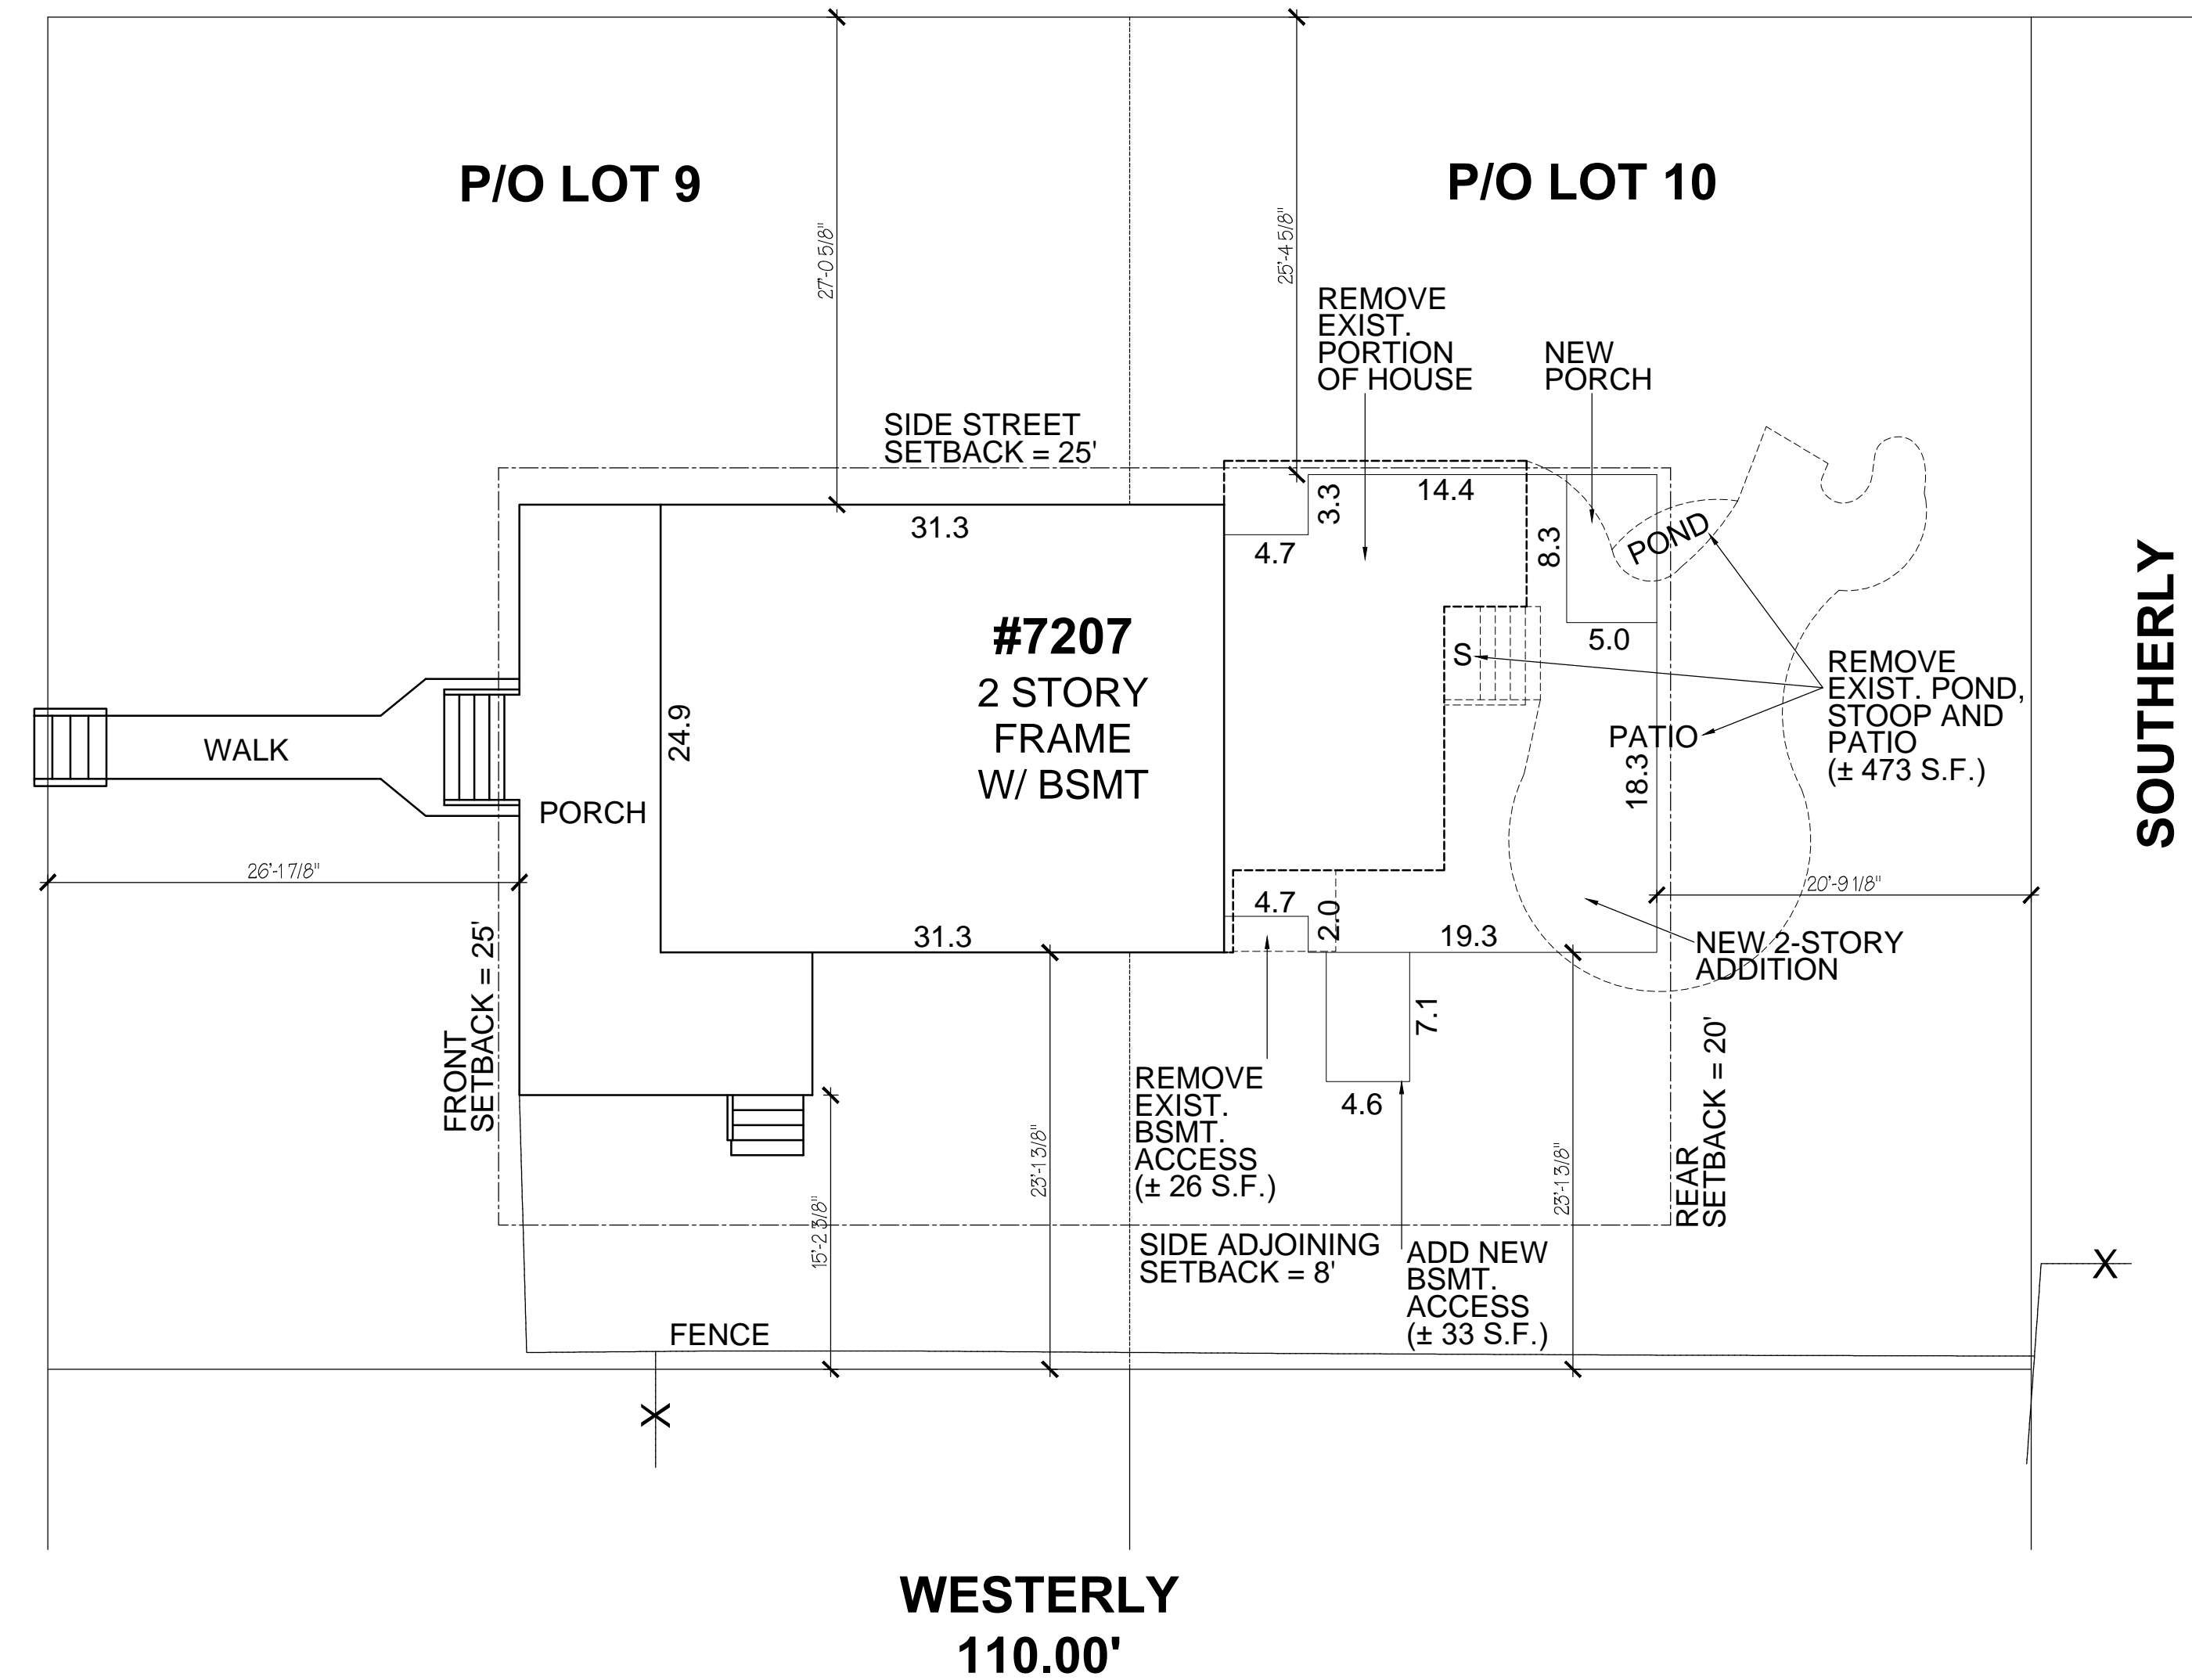 P/O LOT 9
P/O LOT 10
27'-0 5/8"
25'-4 5/8"
REMOVE
EXIST.
PORTION
OF HOUSE
NEW
PORCH
SIDE STREET
SETBACK = 25'
31.3
4.7
3.3
14.4
8.3
5.0
POND
#7207
2 STORY
FRAME
W/ BSMT
S
REMOVE
EXIST. POND,
STOOP AND
PATIO
(± 473 S.F.)
SOUTHERLY
WALK
PORCH
24.9
PATIO
18.3
26'-1 7/8"
20'-9 1/8"
31.3
4.7
2.0
19.3
NEW 2-STORY
ADDITION
FRONT
SETBACK = 25'
7.1
4.6
REMOVE
EXIST.
BSMT.
ACCESS
(± 26 S.F.)
REAR
SETBACK = 20'
15'-2 3/8"
23'-1 3/8"
23'-1 3/8"
SIDE ADJOINING
SETBACK = 8'
ADD NEW
BSMT.
ACCESS
(± 33 S.F.)
FENCE
X
X
WESTERLY
110.00'